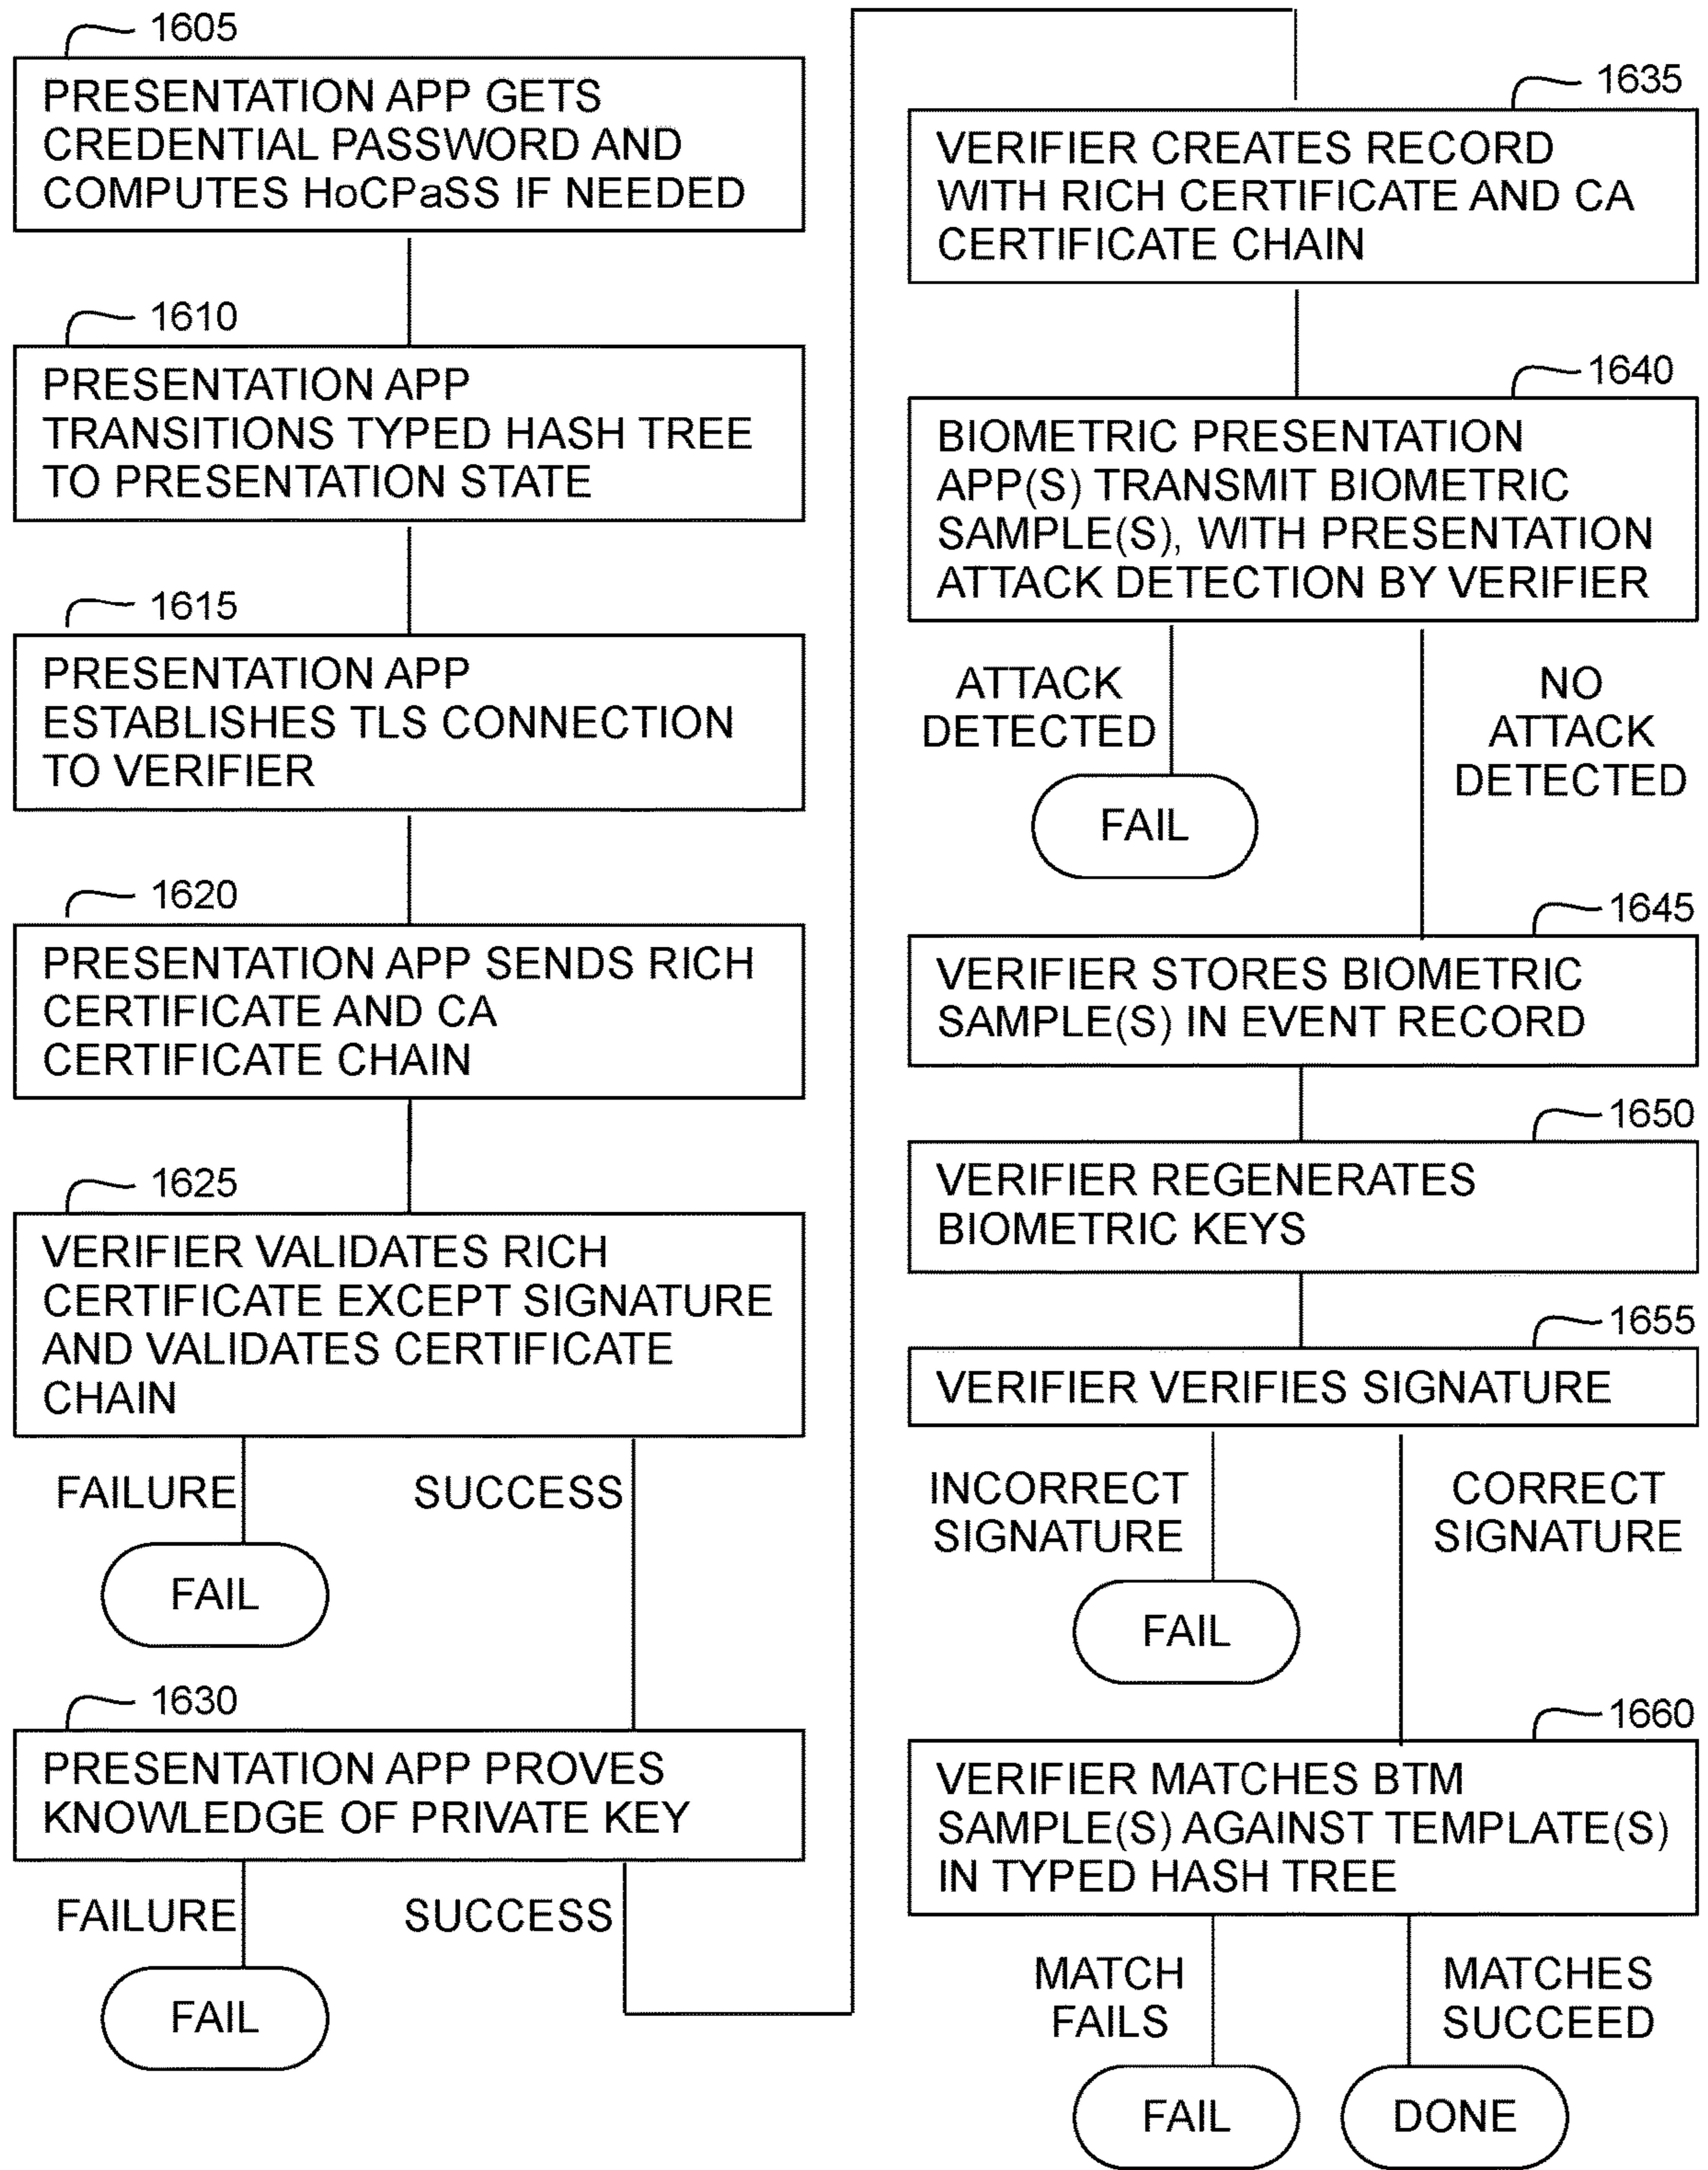 1605
PRESENTATION APP GETS
CREDENTIAL PASSWORD AND
COMPUTES HoCPaSS IF NEEDED
1610
PRESENTATION APP
TRANSITIONS TYPED HASH TREE
TO PRESENTATION STATE
1615
PRESENTATION APP
ESTABLISHES TLS CONNECTION
TO VERIFIER
1620
PRESENTATION APP SENDS RICH
CERTIFICATE AND CA
CERTIFICATE CHAIN
1625
VERIFIER VALIDATES RICH
CERTIFICATE EXCEPT SIGNATURE
AND VALIDATES CERTIFICATE
CHAIN
FAILURE
SUCCESS
FAIL
1630
PRESENTATION APP PROVES
KNOWLEDGE OF PRIVATE KEY
FAILURE
SUCCESS
FAIL
1635
VERIFIER CREATES RECORD
WITH RICH CERTIFICATE AND CA
CERTIFICATE CHAIN
1640
BIOMETRIC PRESENTATION
APP(S) TRANSMIT BIOMETRIC
SAMPLE(S), WITH PRESENTATION
ATTACK DETECTION BY VERIFIER
ATTACK
DETECTED
NO
ATTACK
DETECTED
FAIL
1645
VERIFIER STORES BIOMETRIC
SAMPLE(S) IN EVENT RECORD
1650
VERIFIER REGENERATES
BIOMETRIC KEYS
1655
VERIFIER VERIFIES SIGNATURE
INCORRECT
SIGNATURE
CORRECT
SIGNATURE
FAIL
1660
VERIFIER MATCHES BTM
SAMPLE(S) AGAINST TEMPLATE(S)
IN TYPED HASH TREE
MATCH
FAILS
MATCHES
SUCCEED
FAIL
DONE